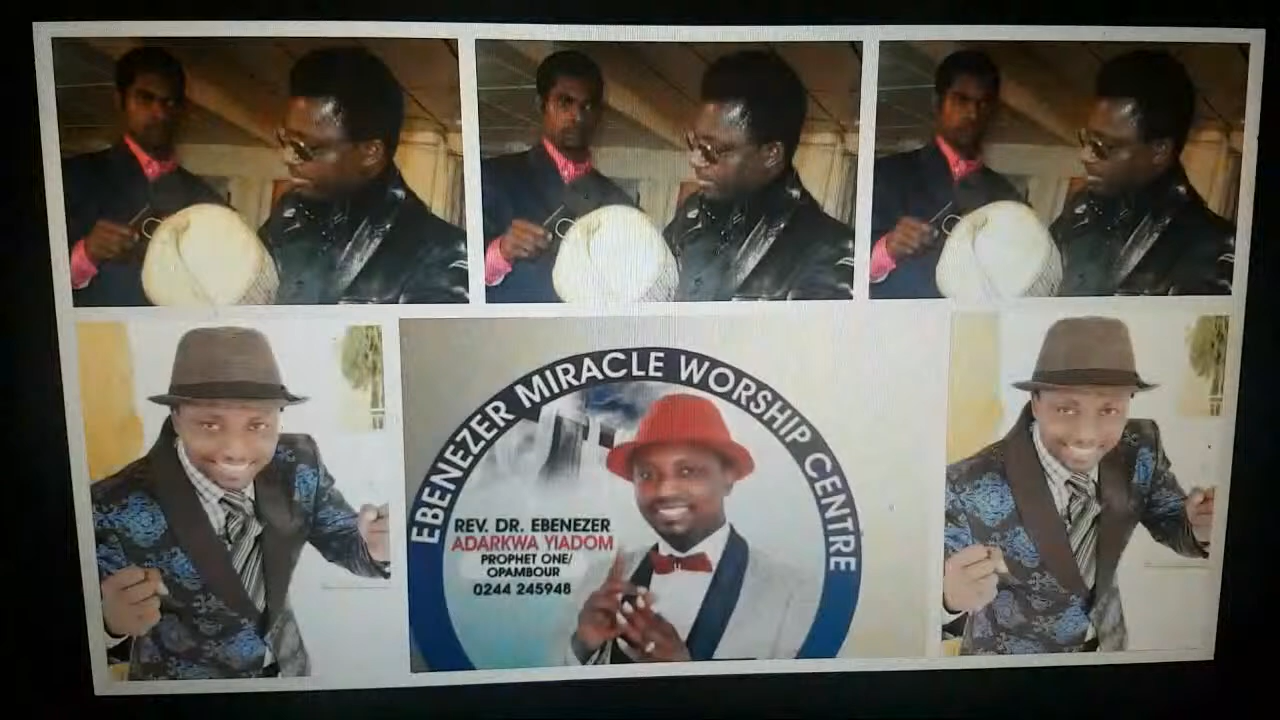 EBENEZER MIRACLE WORSHIP CENTRE
REV. DR. EBENEZER
ADARKWA YIADOM
PROPHET ONE/
OPAMBOUR
0244 245948